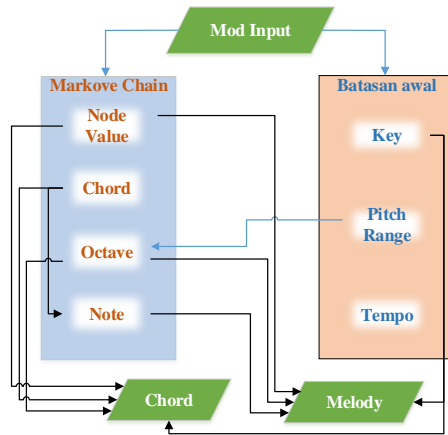 Mod Input
Markove Chain
Node
Value
Chord
Octave
Note
Batasan awal
Key
Pitch
Range
Tempo
Chord
Melody